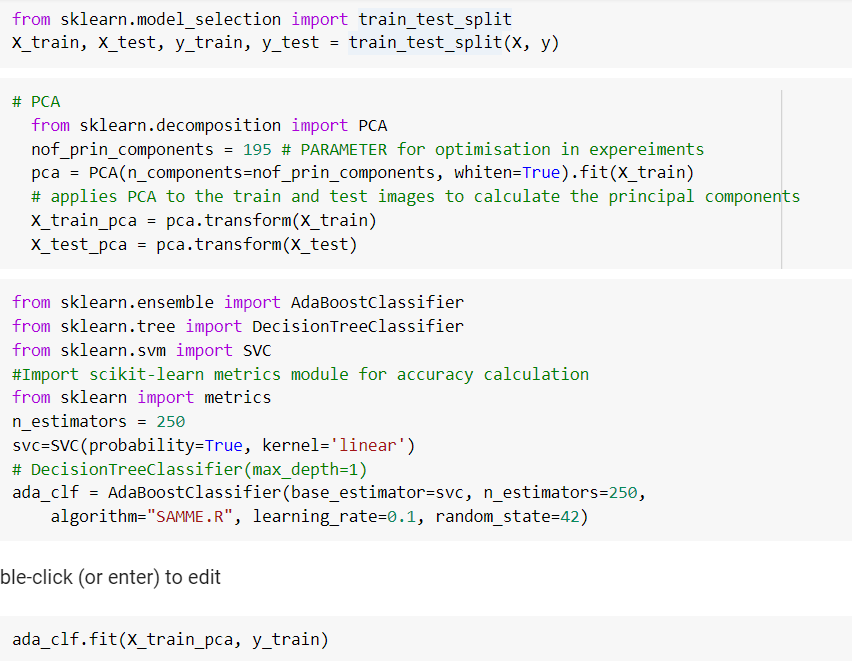 from sklearn.model_selection import train_test_split
X_train, X_test, y_train, y_test = train_test_split(X, y)
# PCA
from sklearn.decomposition import PCA
nof_prin_components = 195 # PARAMETER for optimisation in expereiments
pca = PCA(n_components=nof_prin_components, whiten=True).fit(X_train)
# applies PCA to the train and test images to calculate the principal components
X_train_pca = pca.transform(X_train)
X_test_pca = pca.transform(X_test)
from sklearn.ensemble import AdaBoostClassifier
from sklearn.tree import DecisionTreeClassifier
from sklearn.svm import SVC
#Import scikit-learn metrics module for accuracy calculation
from sklearn import metrics
n_estimators = 250
svc=SVC(probability=True, kernel='linear')
# DecisionTreeClassifier(max_depth=1)
ada_clf = AdaBoostClassifier(base_estimator=svc, n_estimators=250,
algorithm="SAMME.R", learning_rate=0.1, random_state=42)
ble-click (or enter) to edit
ada_clf.fit(X_train_pca, y_train)